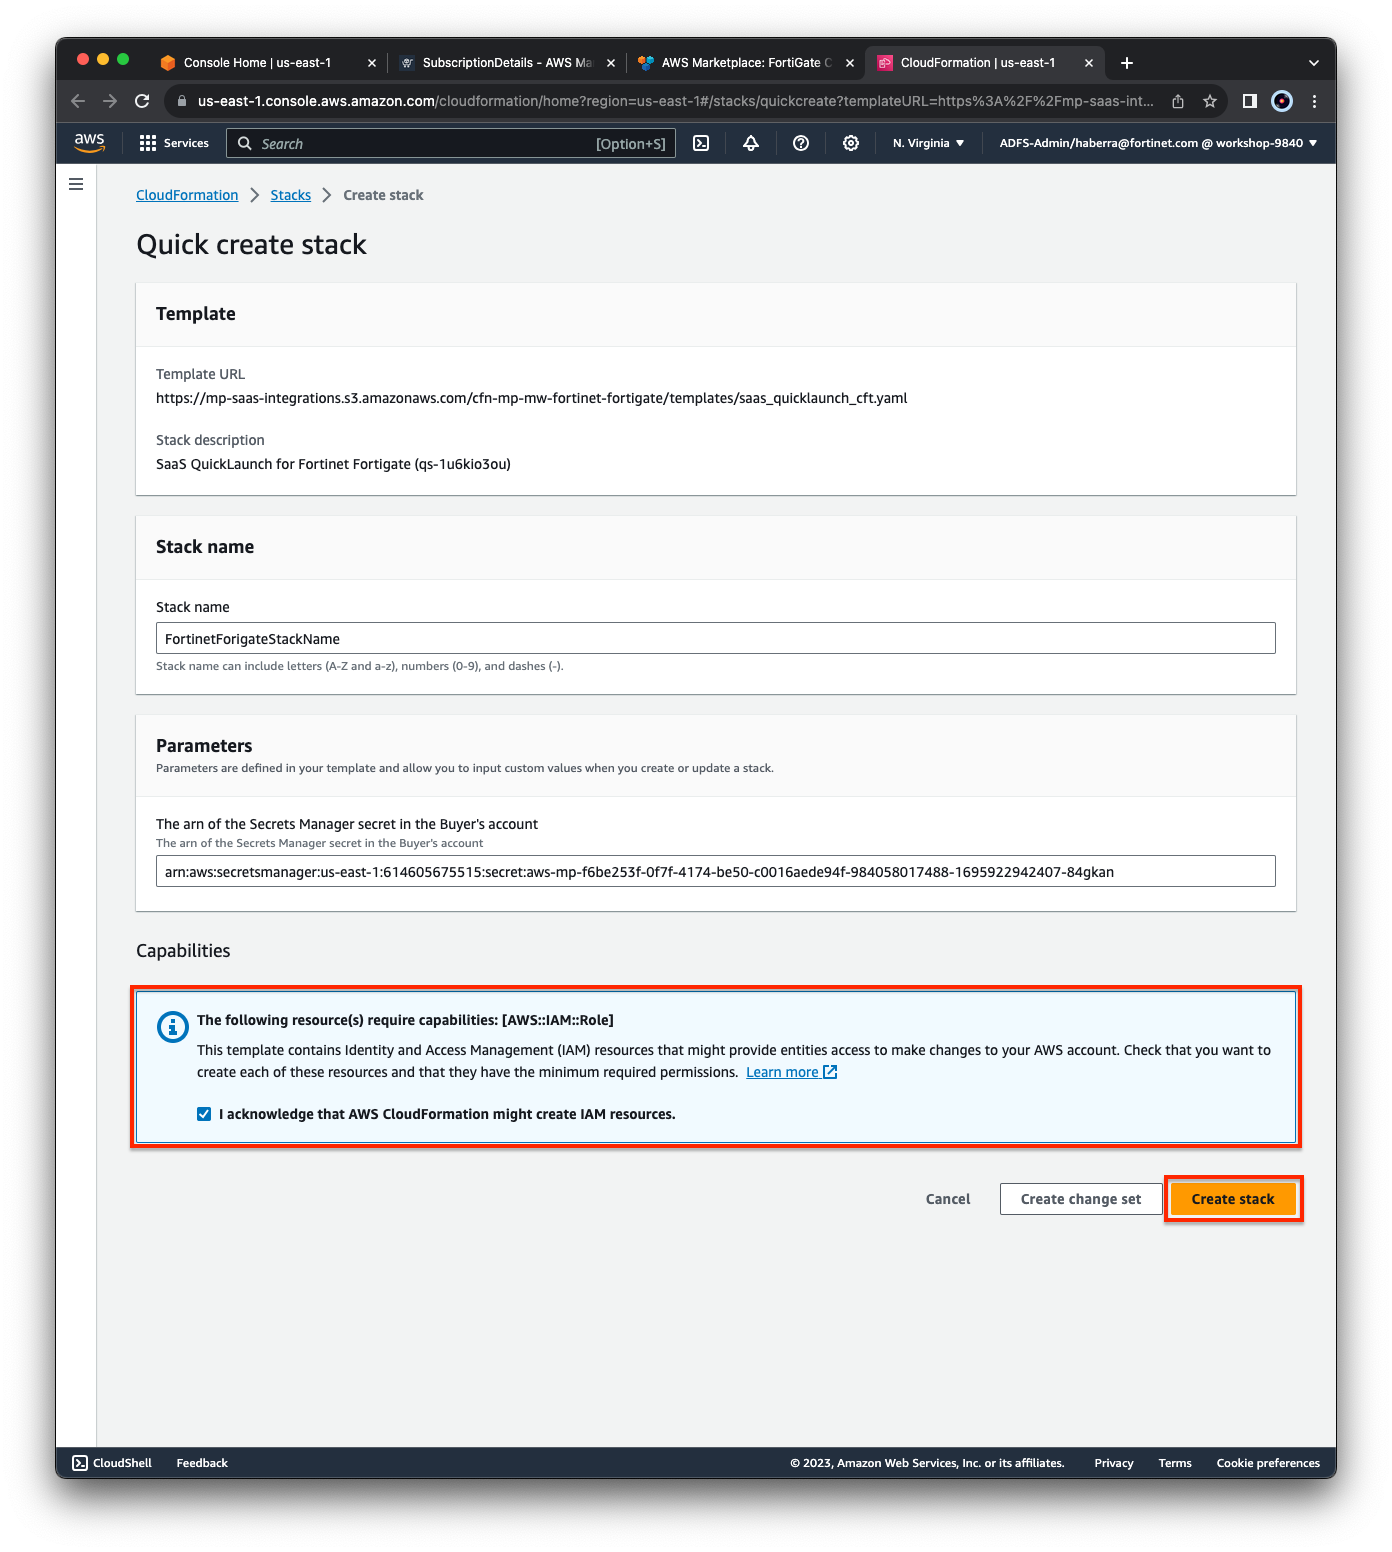 Console Home | us-east-1
SubscriptionDetails - AWS Ma
AWS Marketplace: FortiGate C
CloudFormation | us-east-1
us-east-1.console.aws.amazon.com/cloudformation/home?region=us-east-1#/stacks/quickcreate?templateURL=https%3A%2F%2Fmp-saas-int...
aws
Services
Search
[Option+S]
N. Virginia
ADFS-Admin/haberra@fortinet.com @ workshop-9840
CloudFormation
Stacks
Create stack
Quick create stack
Template
Template URL
https://mp-saas-integrations.s3.amazonaws.com/cfn-mp-mw-fortinet-fortigate/templates/saas_quicklaunch_cft.yaml
Stack description
SaaS QuickLaunch for Fortinet Fortigate (qs-1u6kio3ou)
Stack name
Stack name
FortinetForigateStackName
Stack name can include letters (A-Z and a-z), numbers (0-9), and dashes (-).
Parameters
Parameters are defined in your template and allow you to input custom values when you create or update a stack.
The arn of the Secrets Manager secret in the Buyer's account
The arn of the Secrets Manager secret in the Buyer's account
arn:aws:secretsmanager:us-east-1:614605675515:secret:aws-mp-f6be253f-0f7f-4174-be50-c0016aede94f-984058017488-1695922942407-84gkan
Capabilities
The following resource(s) require capabilities: [AWS::IAM::Role]
This template contains Identity and Access Management (IAM) resources that might provide entities access to make changes to your AWS account. Check that you want to
create each of these resources and that they have the minimum required permissions. Learn more
I acknowledge that AWS CloudFormation might create IAM resources.
Cancel
Create change set
Create stack
CloudShell
Feedback
© 2023, Amazon Web Services, Inc. or its affiliates.
Privacy
Terms
Cookie preferences